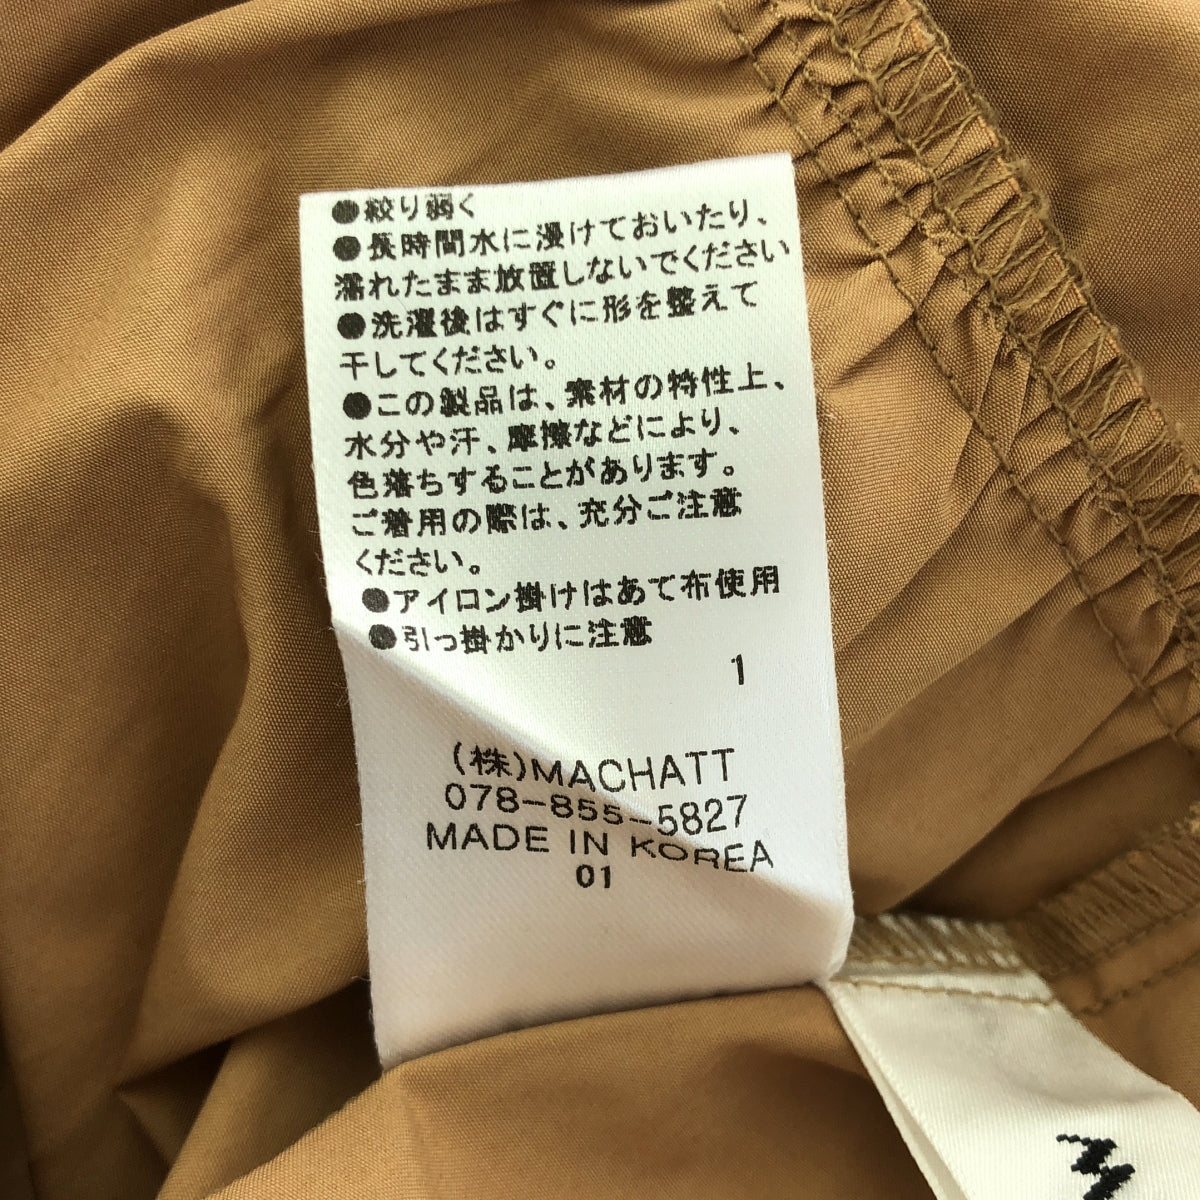 ●絞り弱く
●長時間水に浸けておいたり、
濡れたまま放置しないでください
●洗濯後はすぐに形を整えて
干してください。
●この製品は、素材の特性上、
水分や汗、摩擦などにより、
色落ちすることがあります。
ご着用の際は、充分ご注意
ください。
●アイロン掛けはあて布使用
●引っ掛かりに注意
1
(株)MACHATT
078-855-5827
MADE IN KOREA
01
M